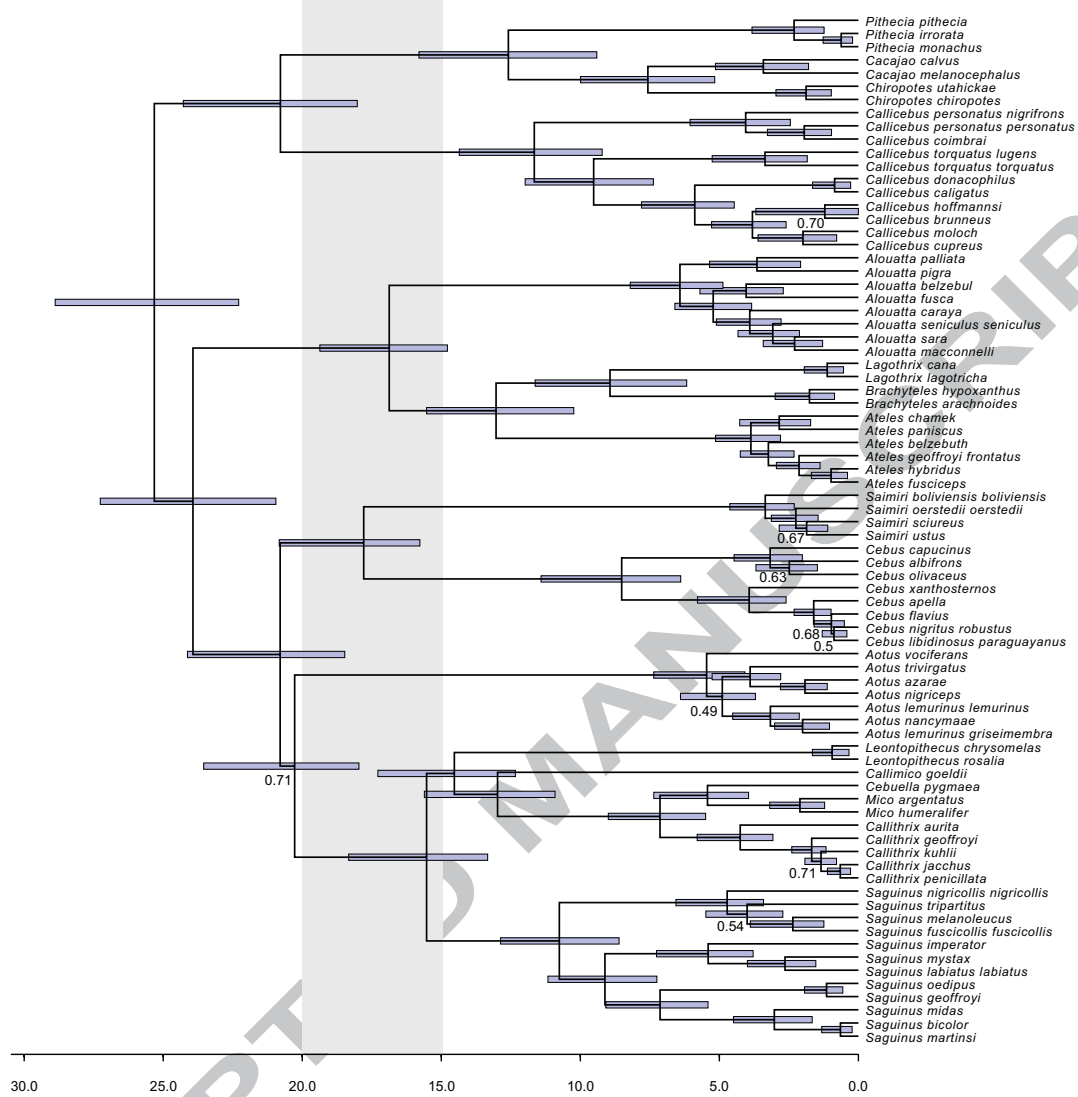 Pithecia pithecia
Pithecia irrorata
Pithecia monachus
Cacajao calvus
Cacajao melanocephalus
Chiropotes utahickae
Chiropotes chiropotes
Callicebus personatus nigrifrons
Callicebus personatus personatus
Callicebus coimbrai
Callicebus torquatus lugens
Callicebus torquatus torquatus
Callicebus donacophilus
Callicebus caligatus
Callicebus hoffmannsi
Callicebus brunneus
0.70
Callicebus moloch
Callicebus cupreus
Alouatta palliata
Alouatta pigra
Alouatta belzebul
Alouatta fusca
Alouatta caraya
Alouatta seniculus seniculus
Alouatta sara
Alouatta macconnelli
Lagothrix cana
Lagothrix lagotricha
Brachyteles hypoxanthus
Brachyteles arachnoides
Ateles chamek
Ateles paniscus
Ateles belzebuth
Ateles geoffroyi frontatus
Ateles hybridus
Ateles fusciceps
Saimiri boliviensis boliviensis
Saimiri oerstedii oerstedii
Saimiri sciureus
Saimiri ustus
0.67
Cebus capucinus
Cebus albifrons
Cebus olivaceus
0.63
Cebus xanthosternos
Cebus apella
Cebus flavius
Cebus nigritus robustus
0.68
Cebus libidinosus paraguayanus
0.5
Aotus vociferans
Aotus trivirgatus
Aotus azarae
Aotus nigriceps
0.49
Aotus lemurinus lemurinus
Aotus nancymaae
Aotus lemurinus griseimembra
Leontopithecus chrysomelas
Leontopithecus rosalia
Callimico goeldii
0.71
Cebuella pygmaea
Mico argentatus
Mico humeralifer
Callithrix aurita
Callithrix geoffroyi
Callithrix kuhlii
Callithrix jacchus
0.71
Callithrix penicillata
Saguinus nigricollis nigricollis
Saguinus tripartitus
Saguinus melanoleucus
0.54
Saguinus fuscicollis fuscicollis
Saguinus imperator
Saguinus mystax
Saguinus labiatus labiatus
Saguinus oedipus
Saguinus geoffroyi
Saguinus midas
Saguinus bicolor
Saguinus martinsi
30.0 25.0 20.0 15.0 10.0 5.0 0.0